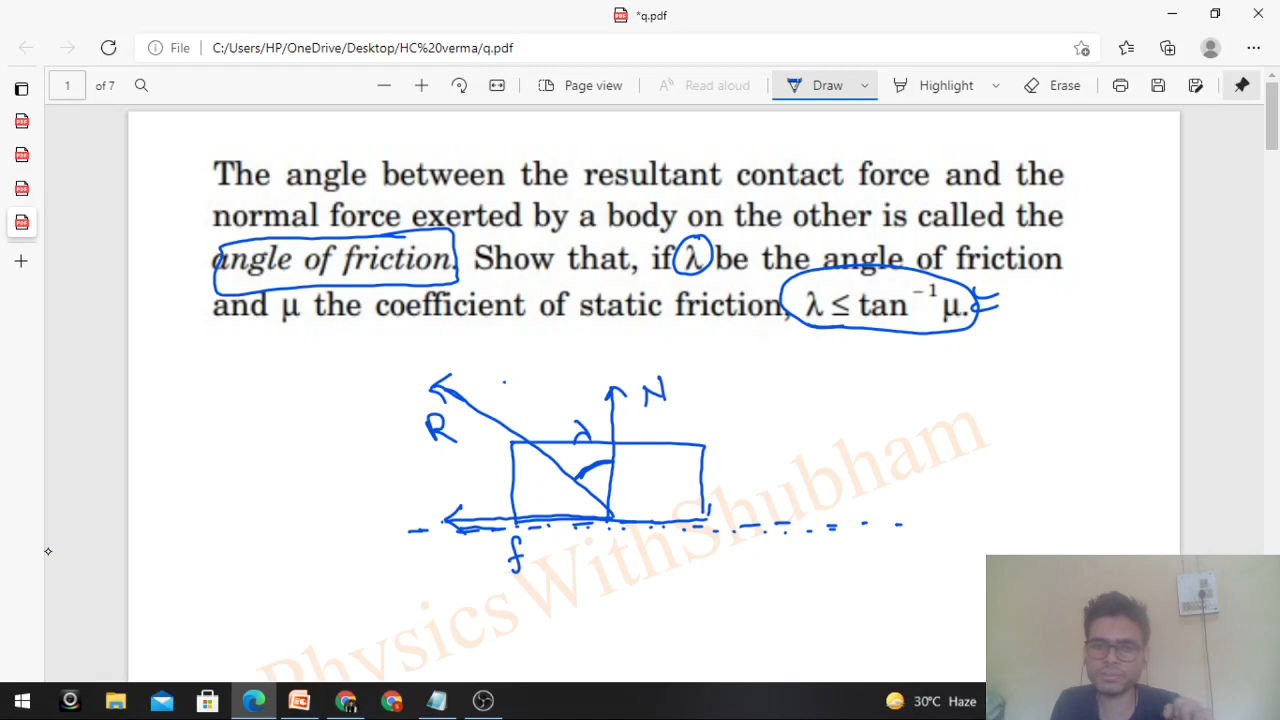 *q.pdf
File C:/Users/HP/OneDrive/Desktop/HC%20verma/q.pdf
1 of 7 Page view Read aloud Draw Highlight Erase
The angle between the resultant contact force and the
normal force exerted by a body on the other is called the
angle of friction. Show that, if λ be the angle of friction
and μ the coefficient of static friction, λ ≤ tan⁻¹ μ.
N
R
λ
f
PhysicsWithShubham
30°C Haze